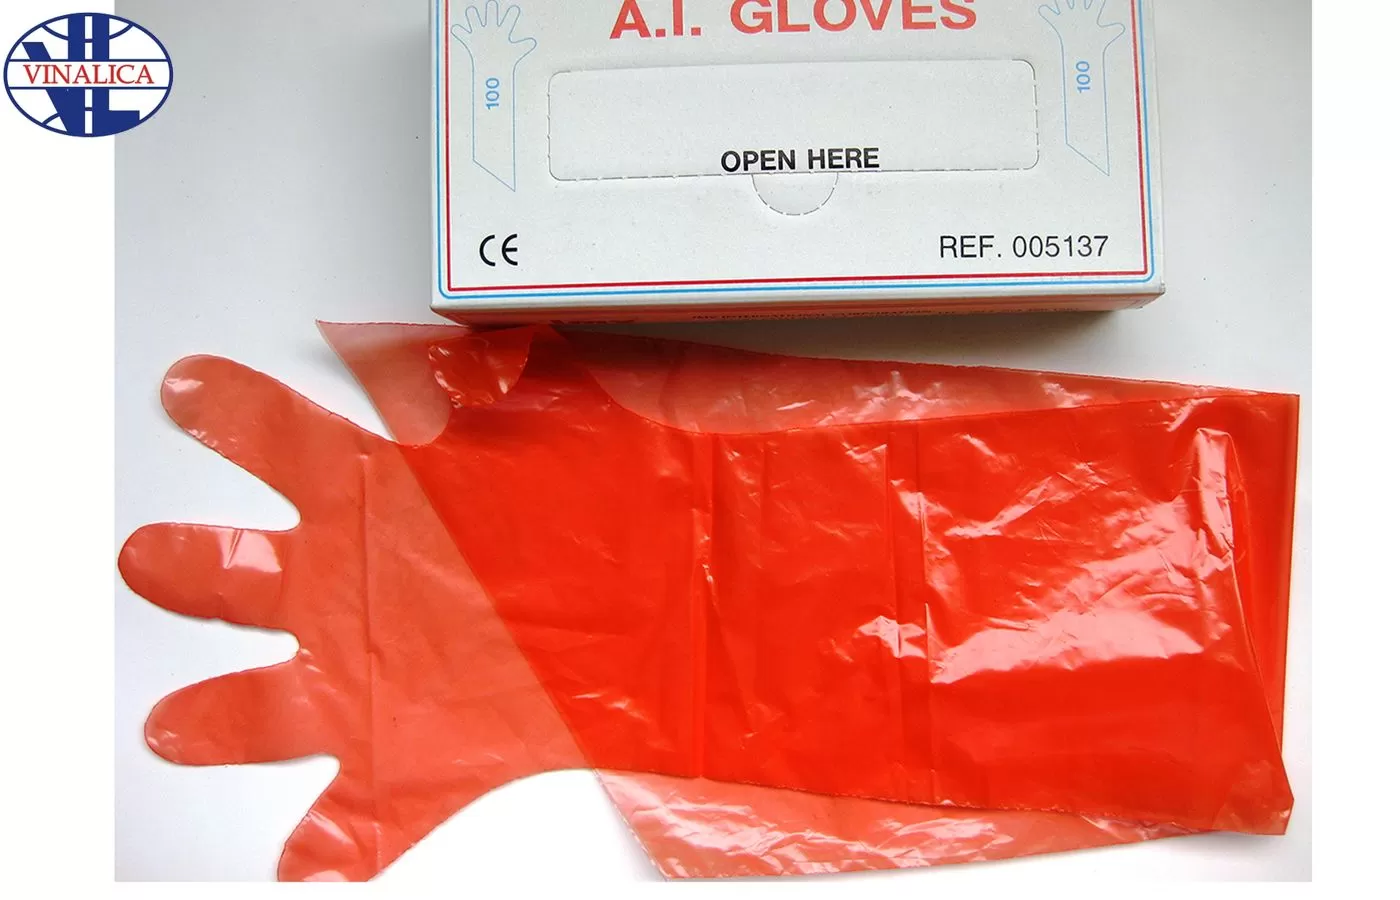 VINALICA
A.I. GLOVES
100
100
OPEN HERE
CE
REF. 005137